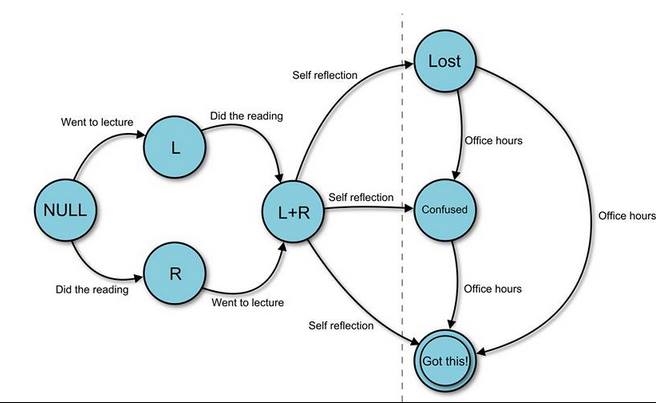 Lost
Self reflection
Went to lecture
Did the reading
L
Office hours
NULL
L+R
Self reflection
Confused
Office hours
R
Did the reading
Went to lecture
Office hours
Self reflection
Got this!